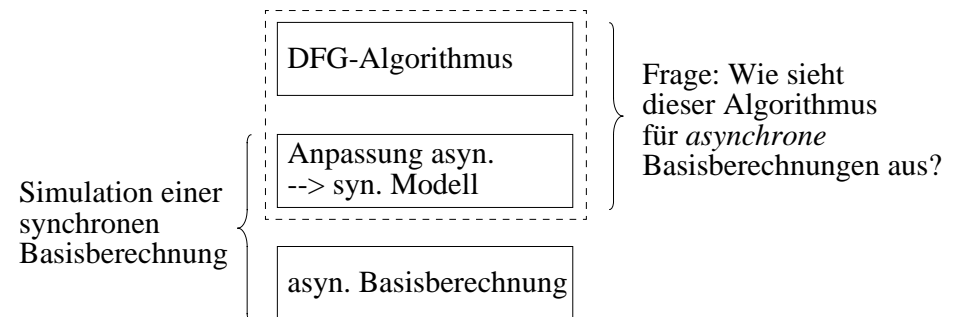 DFG-Algorithmus
Frage: Wie sieht
dieser Algorithmus
für asynchrone
Basisberechnungen aus?
Anpassung asyn.
--> syn. Modell
Simulation einer
synchronen
Basisberechnung
asyn. Basisberechnung